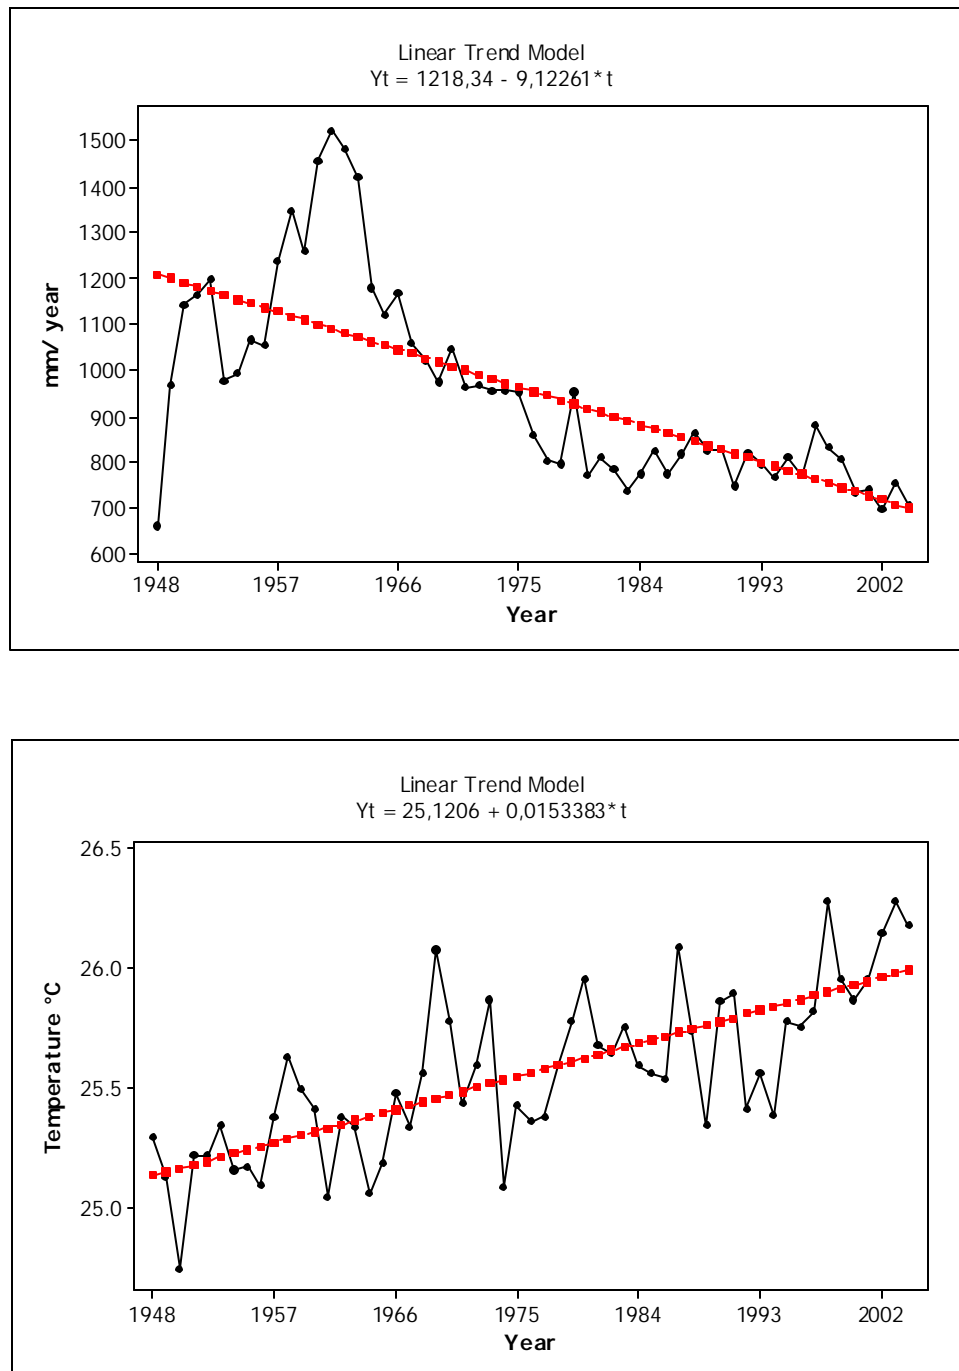 Linear Trend Model
Yt = 1218,34 - 9,12261*t
1500
1400
1300
1200
1100
1000
900
800
700
600
mm/ year
1948 1957 1966 1975 1984 1993 2002
Year
Linear Trend Model
Yt = 25,1206 + 0,0153383*t
26.5
26.0
25.5
25.0
Temperature °C
1948 1957 1966 1975 1984 1993 2002
Year